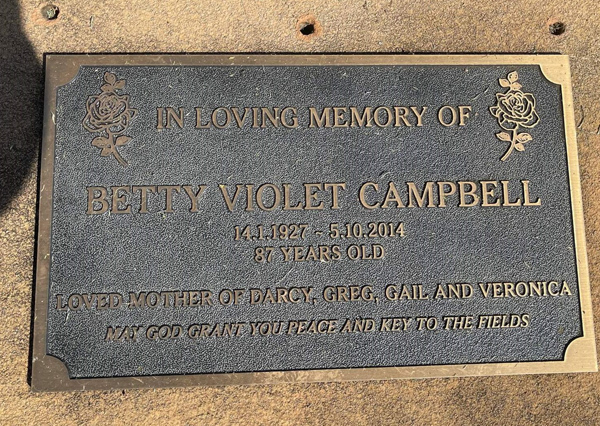 IN LOVING MEMORY OF
BETTY VIOLET CAMPBELL
14.1.1927 ~ 5.10.2014
87 YEARS OLD
LOVED MOTHER OF DARCY, GREG, GAIL AND VERONICA
MAY GOD GRANT YOU PEACE AND KEY TO THE FIELDS